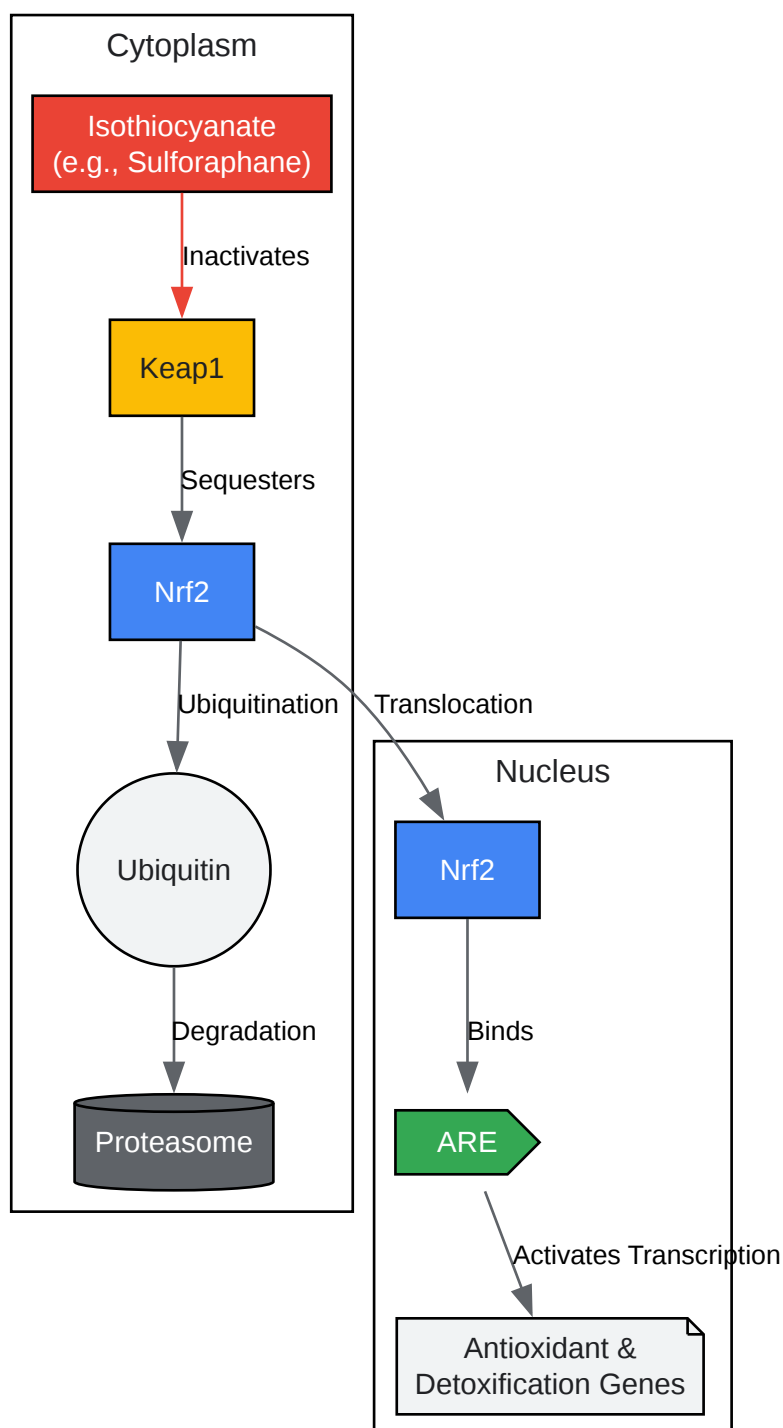 Cytoplasm
Isothiocyanate
(e.g., Sulforaphane)
Inactivates
Keap1
Sequesters
Nrf2
Ubiquitination
Translocation
Nucleus
Ubiquitin
Nrf2
Degradation
Binds
Proteasome
ARE
Activates Transcription
Antioxidant &
Detoxification Genes